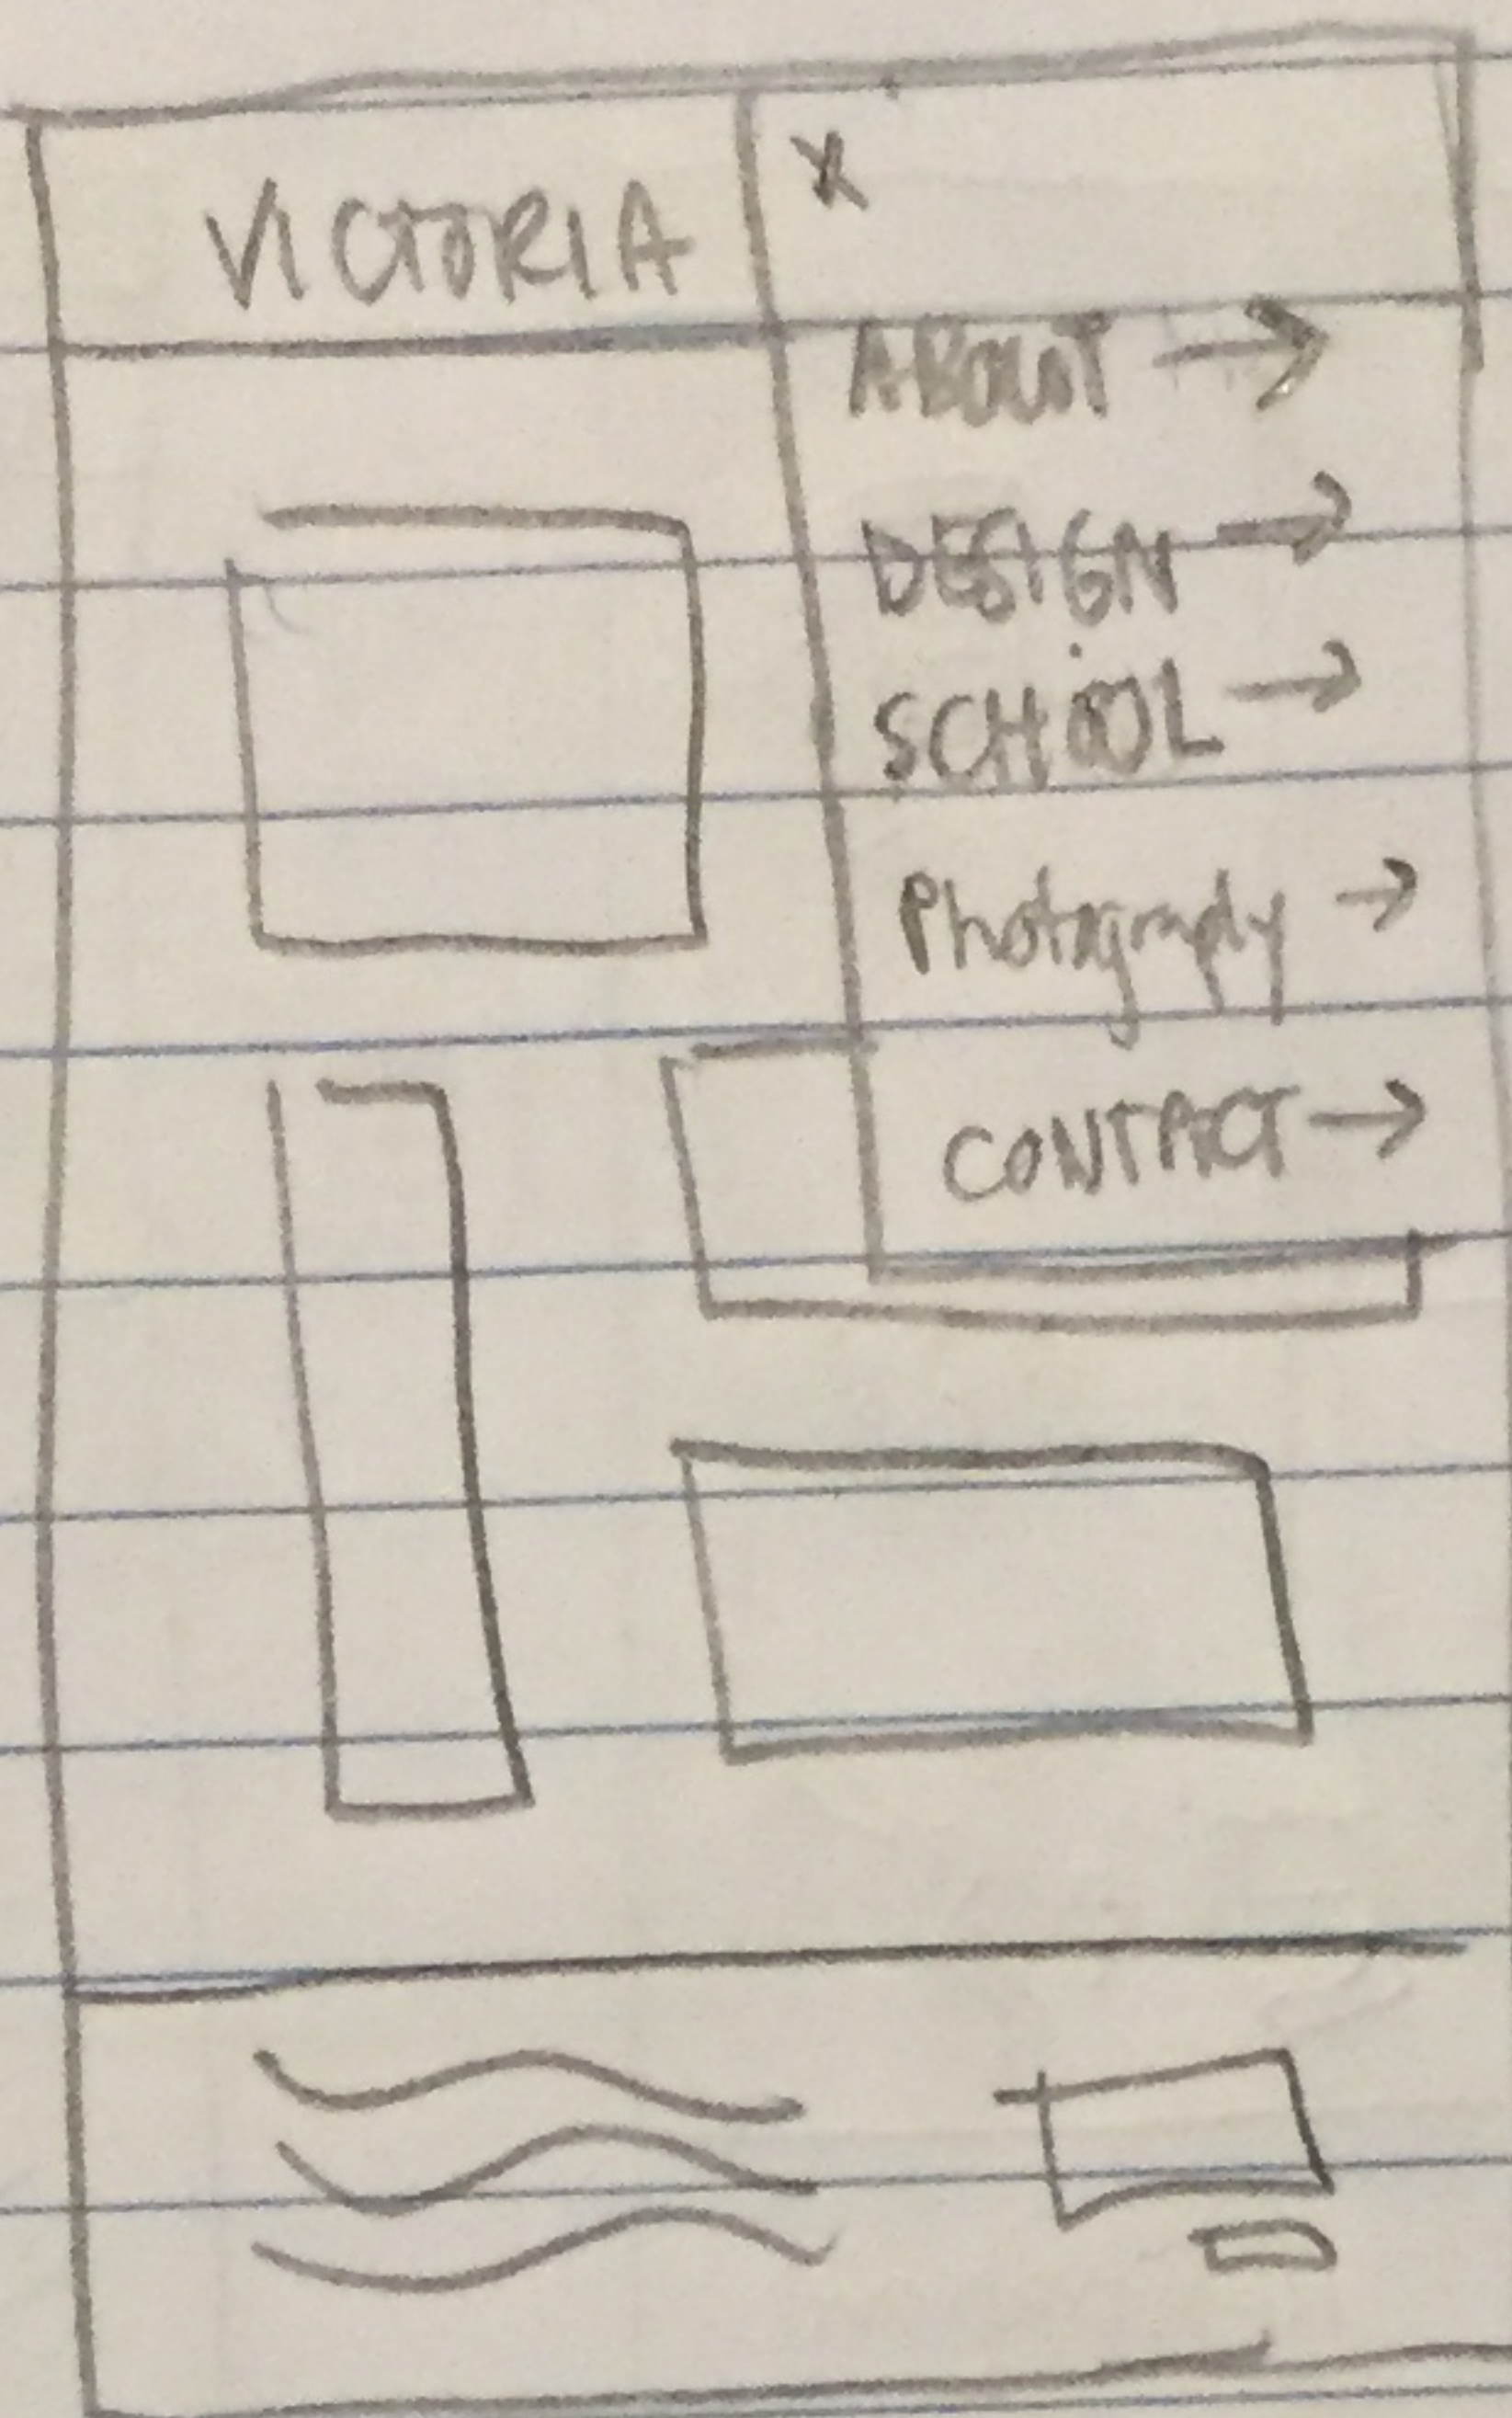 VICTORIA
X
ABOUT →
DESIGN →
SCHOOL →
Photography →
CONTACT →